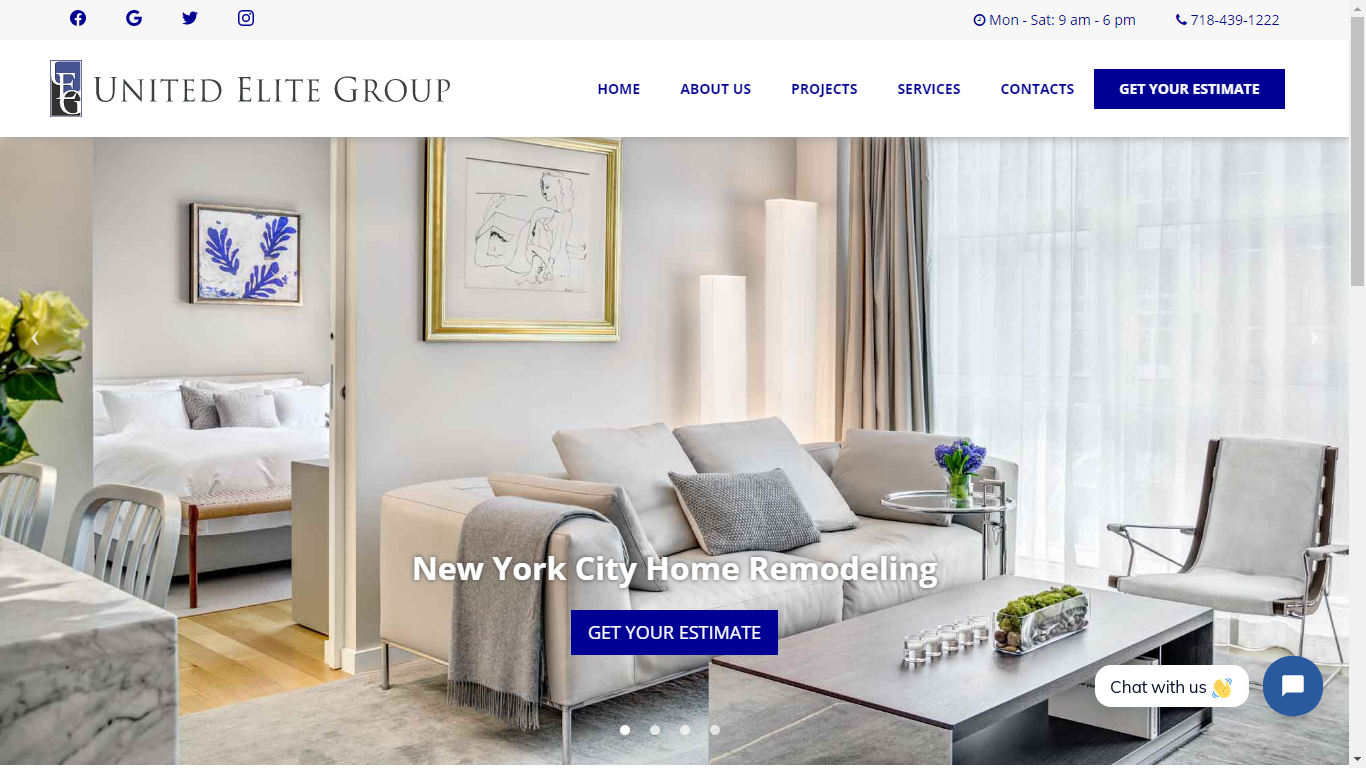 Mon - Sat: 9 am - 6 pm
718-439-1222
UEG
UNITED ELITE GROUP
HOME
ABOUT US
PROJECTS
SERVICES
CONTACTS
GET YOUR ESTIMATE
New York City Home Remodeling
GET YOUR ESTIMATE
Chat with us 👋